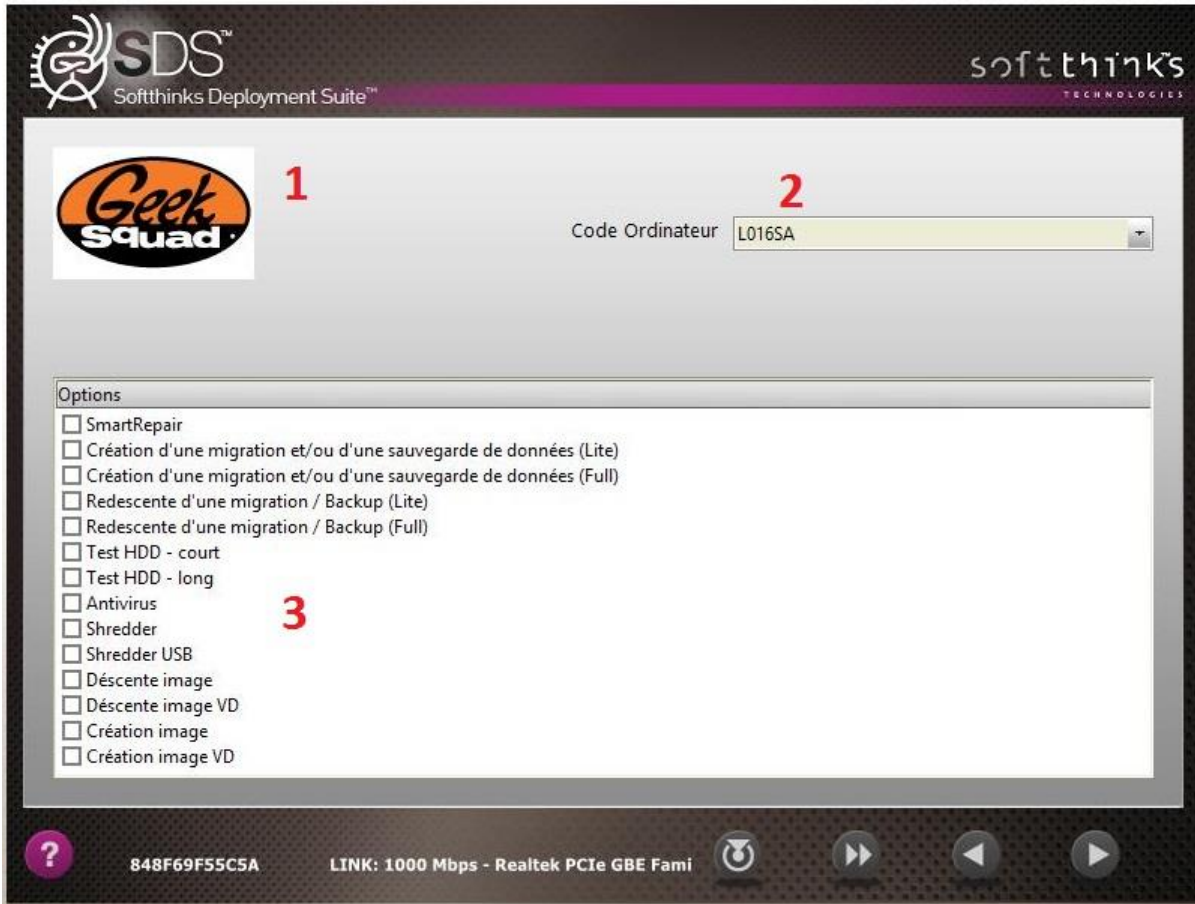 SDS™
Softthinks Deployment Suite™
softthinks™
TECHNOLOGIES
Geek
Squad
1
2
Code Ordinateur L016SA
Options
SmartRepair
Création d'une migration et/ou d'une sauvegarde de données (Lite)
Création d'une migration et/ou d'une sauvegarde de données (Full)
Redescente d'une migration / Backup (Lite)
Redescente d'une migration / Backup (Full)
Test HDD - court
Test HDD - long
Antivirus
3
Shredder
Shredder USB
Déscente image
Déscente image VD
Création image
Création image VD
? 848F69F55C5A LINK: 1000 Mbps - Realtek PCIe GBE Fami